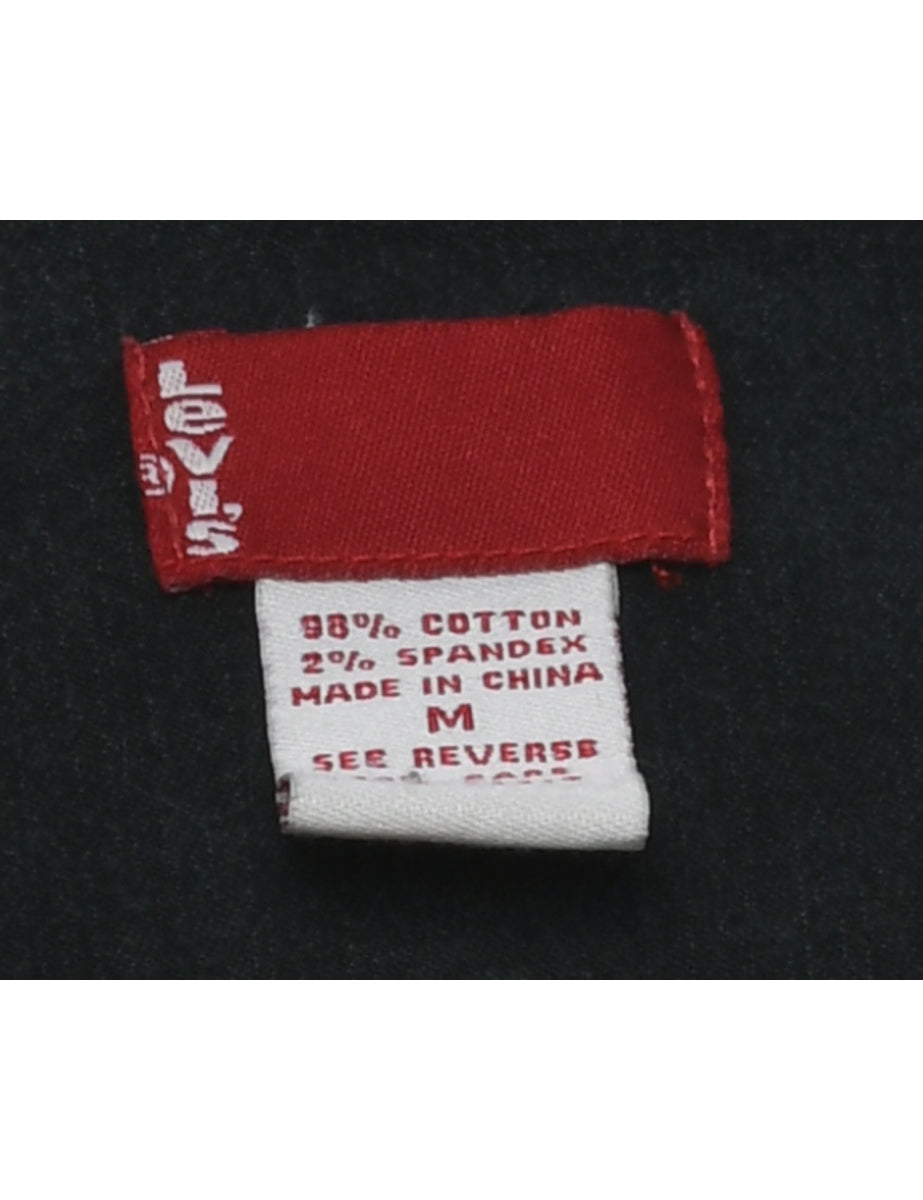 LEVI'S
®
98% COTTON
2% SPANDEX
MADE IN CHINA
M
SEE REVERSE